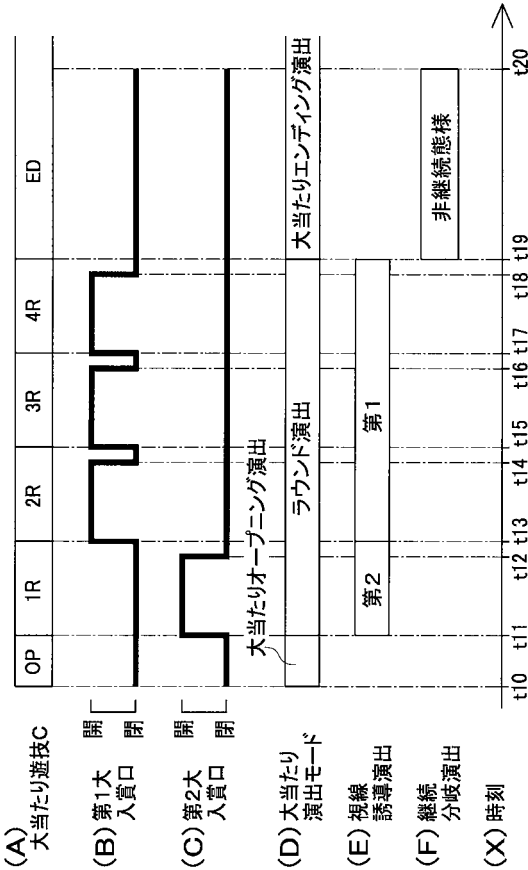 (A)
大当たり遊技C
OP
1R
2R
3R
4R
ED
(B) 第1大
入賞口
開
閉
(C) 第2大
入賞口
開
閉
大当たりオープニング演出
(D) 大当たり
演出モード
ラウンド演出
大当たりエンディング演出
(E) 視線
誘導演出
第2
第1
(F) 継続
分岐演出
非継続態様
(X) 時刻
t10
t11
t12
t13
t14
t15
t16
t17
t18
t19
t20